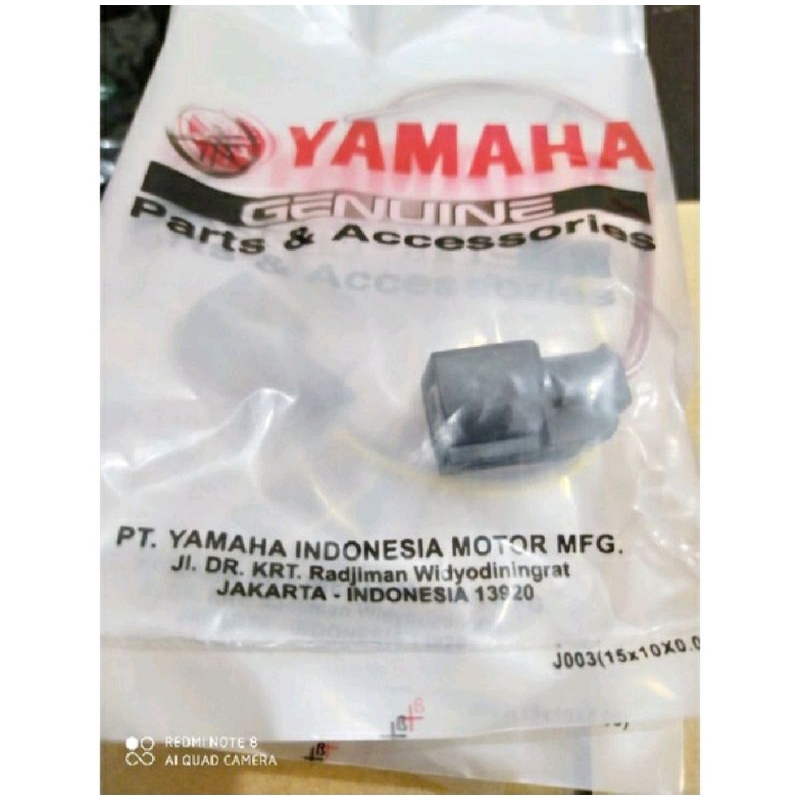 YAMAHA
GENUINE
Parts & Accessories
PT. YAMAHA INDONESIA MOTOR MFG.
Jl. DR. KRT. Radjiman Widyodiningrat
JAKARTA - INDONESIA 13920
J003(15x10X0.0
REDMI NOTE 8
AI QUAD CAMERA